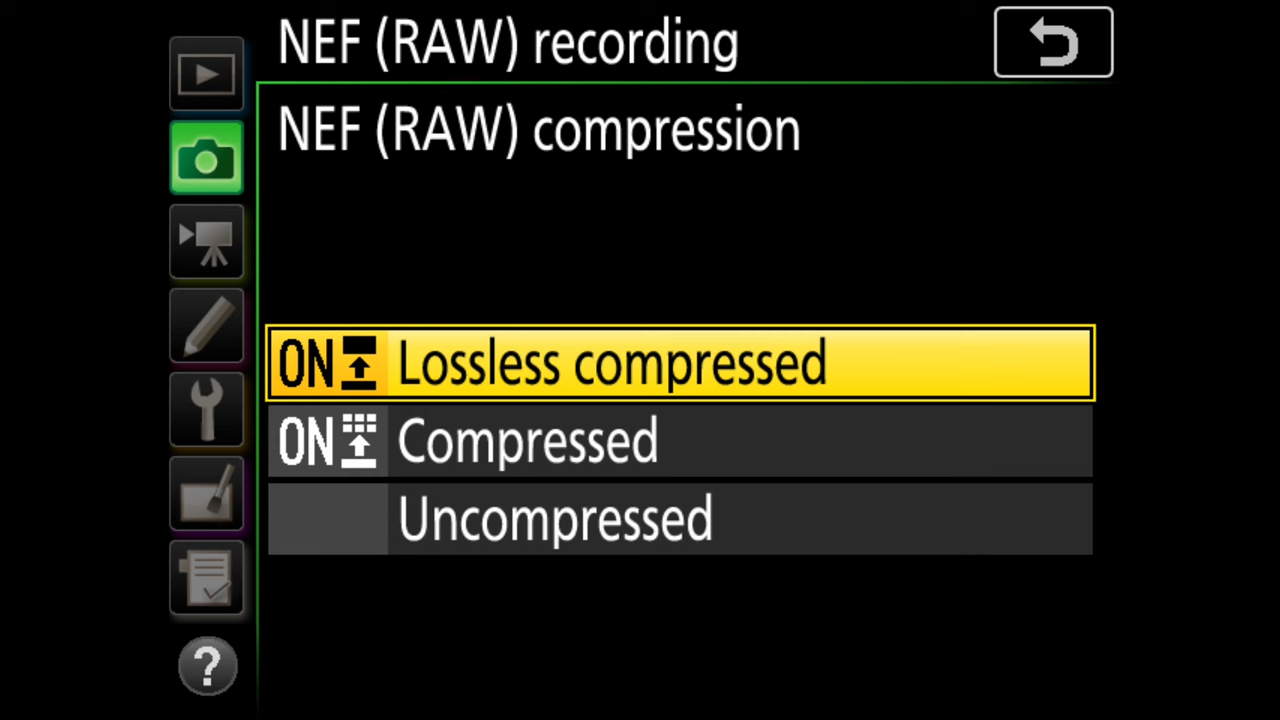 NEF (RAW) recording
NEF (RAW) compression
ON Lossless compressed
ON Compressed
Uncompressed
?